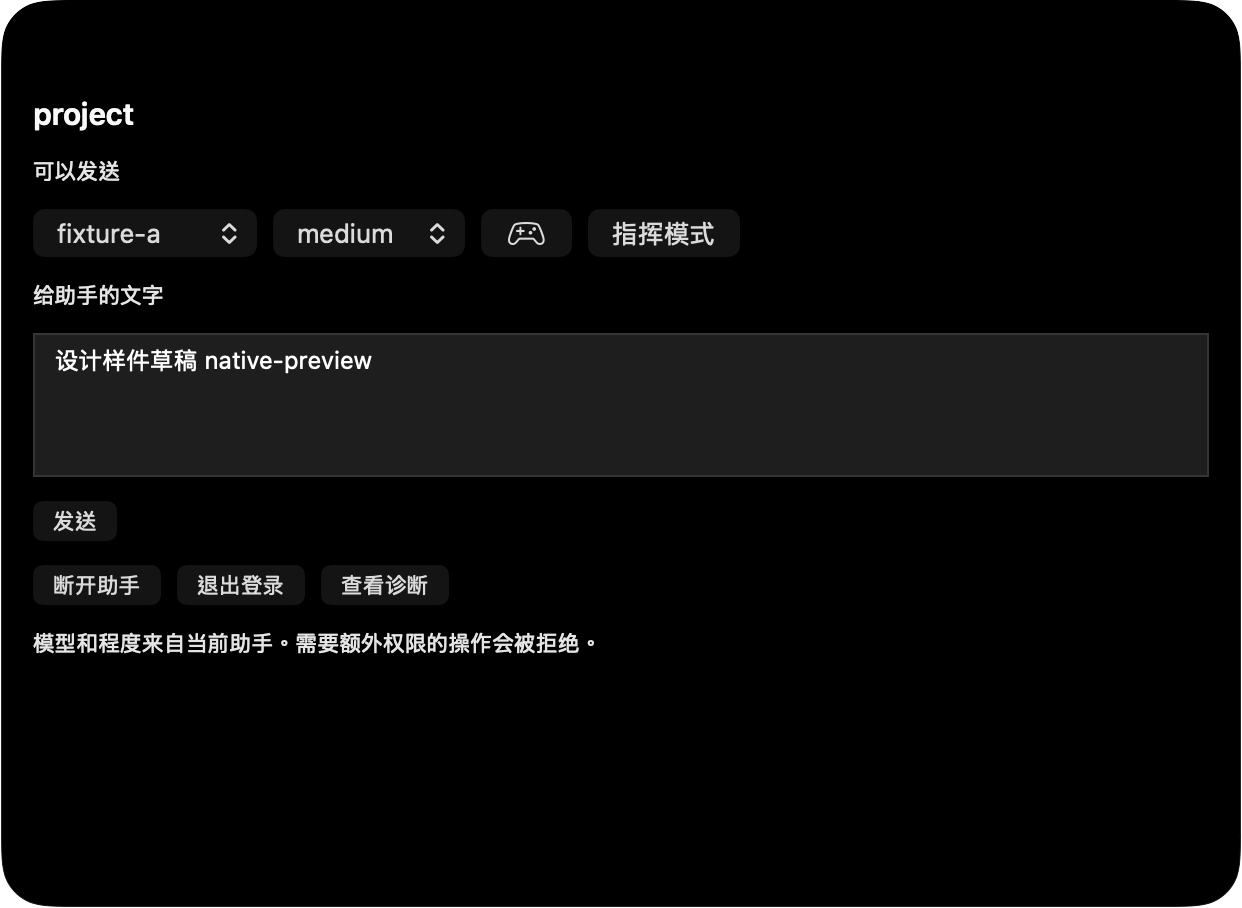 project
可以发送
fixture-a medium 指挥模式
给助手的文字
设计样件草稿 native-preview
发送
断开助手 退出登录 查看诊断
模型和程度来自当前助手。需要额外权限的操作会被拒绝。